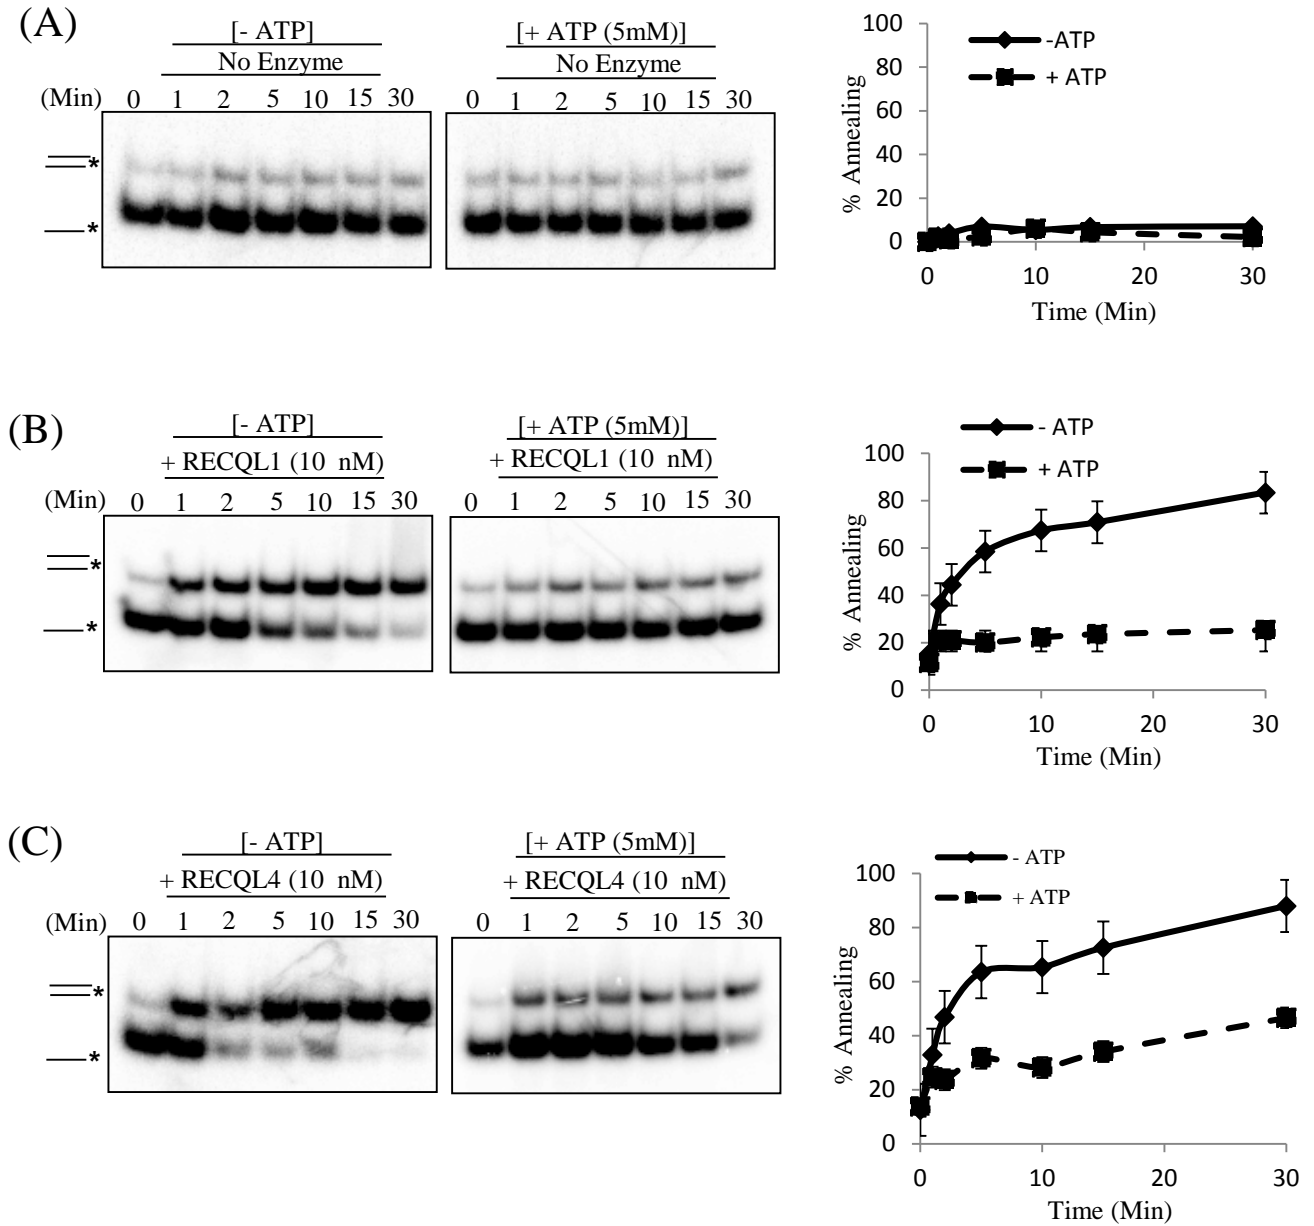 (A)
[- ATP]
No Enzyme
(Min) 0 1 2 5 10 15 30
*
*
[+ ATP (5mM)]
No Enzyme
0 1 2 5 10 15 30
-ATP
+ ATP
% Annealing
100
80
60
40
20
0
0 10 20 30
Time (Min)
(B)
[- ATP]
+ RECQL1 (10 nM)
(Min) 0 1 2 5 10 15 30
*
*
[+ ATP (5mM)]
+ RECQL1 (10 nM)
0 1 2 5 10 15 30
- ATP
+ ATP
% Annealing
100
80
60
40
20
0
0 10 20 30
Time (Min)
(C)
[- ATP]
+ RECQL4 (10 nM)
(Min) 0 1 2 5 10 15 30
*
*
[+ ATP (5mM)]
+ RECQL4 (10 nM)
0 1 2 5 10 15 30
- ATP
+ ATP
% Annealing
100
80
60
40
20
0
0 10 20 30
Time (Min)